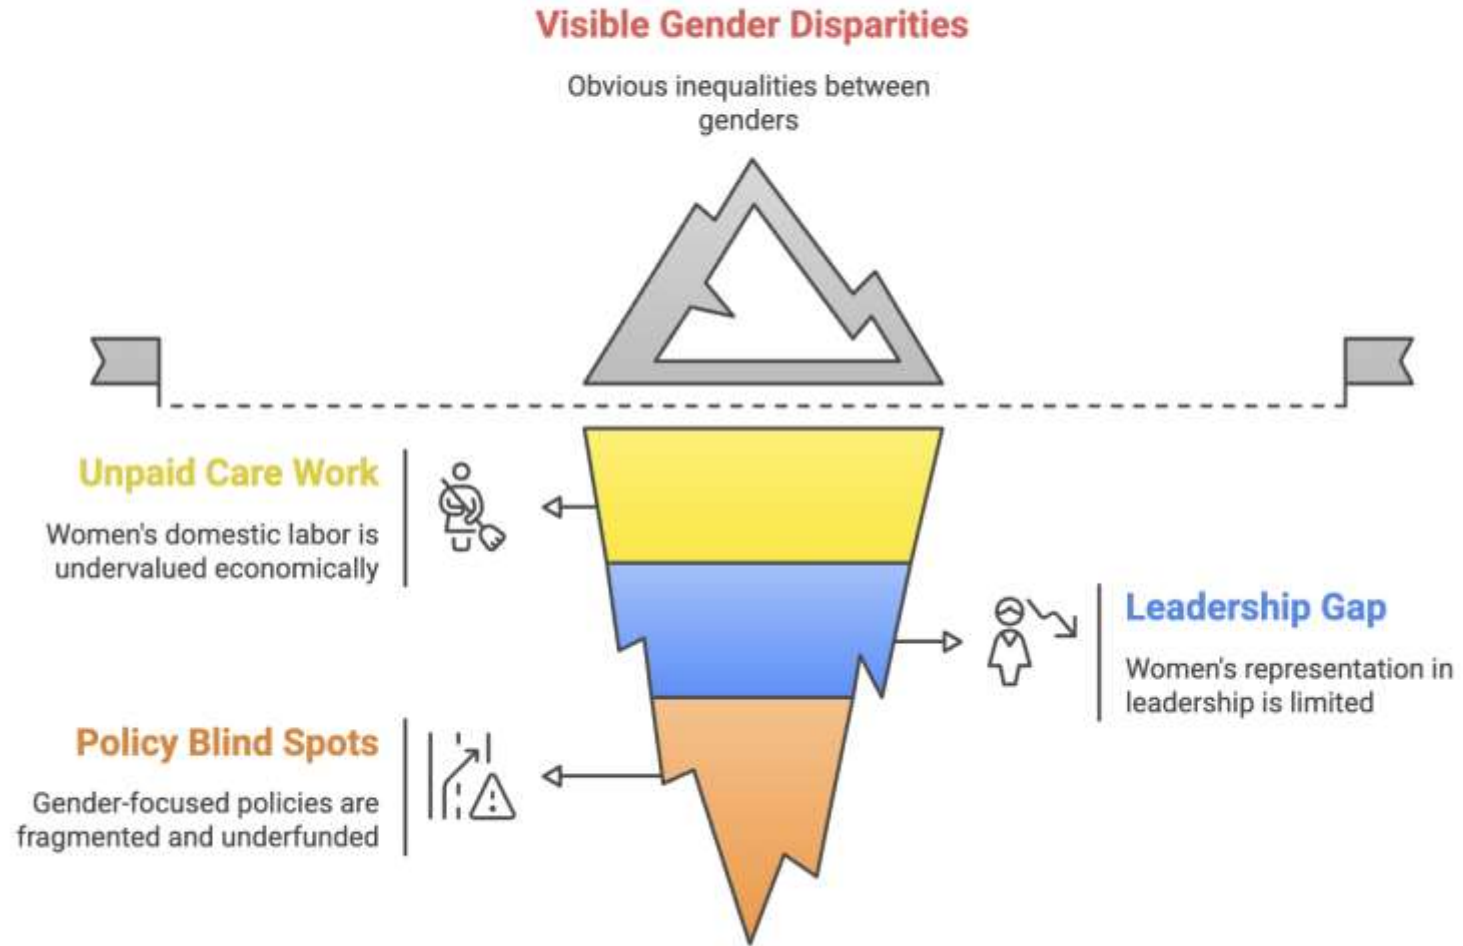 Visible Gender Disparities
Obvious inequalities between
genders
Unpaid Care Work
Women's domestic labor is
undervalued economically
Leadership Gap
Women's representation in
leadership is limited
Policy Blind Spots
Gender-focused policies are
fragmented and underfunded